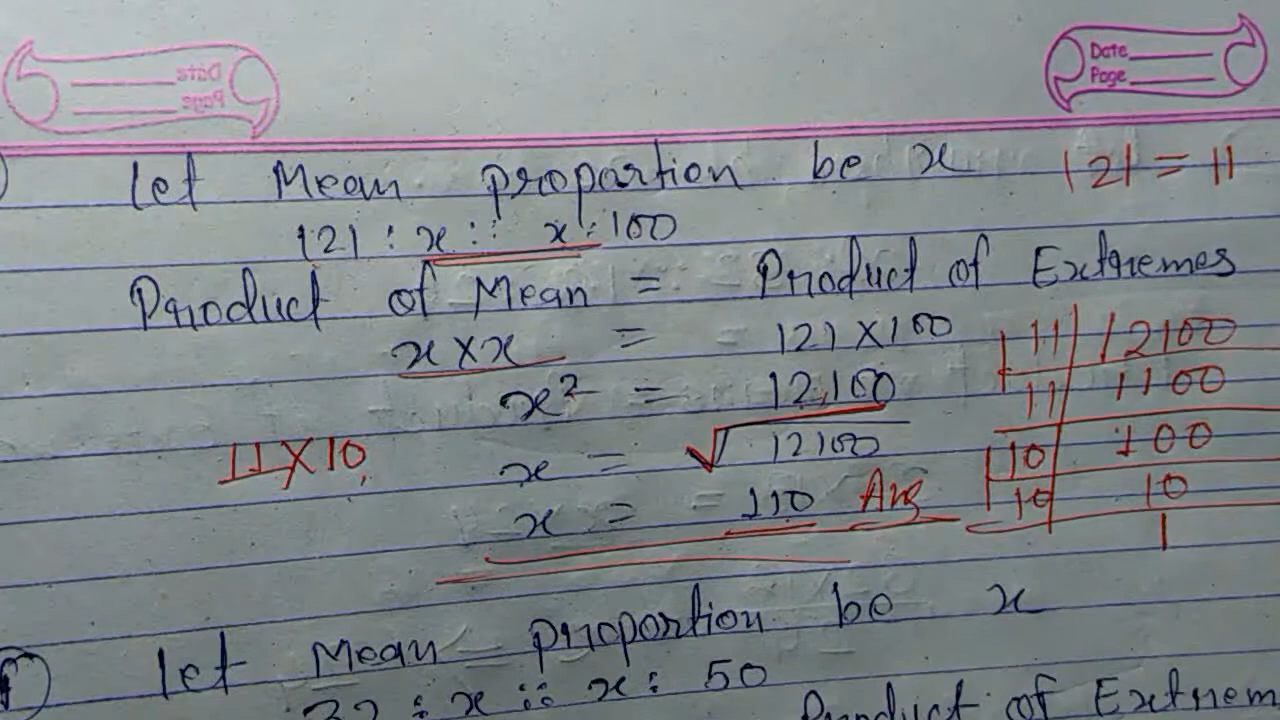 Date
Page
Let Mean proportion be x 121 = 11
121 : x :: x : 100
Product of Mean = Product of Extremes
x × x = 121 × 100
x² = 12,100
x = √12100
x = 110 Ans
11 × 10
11 12100
11 1100
10 100
10 10
1
Let Mean proportion be x
: x :: x : 50
Product of Extrem